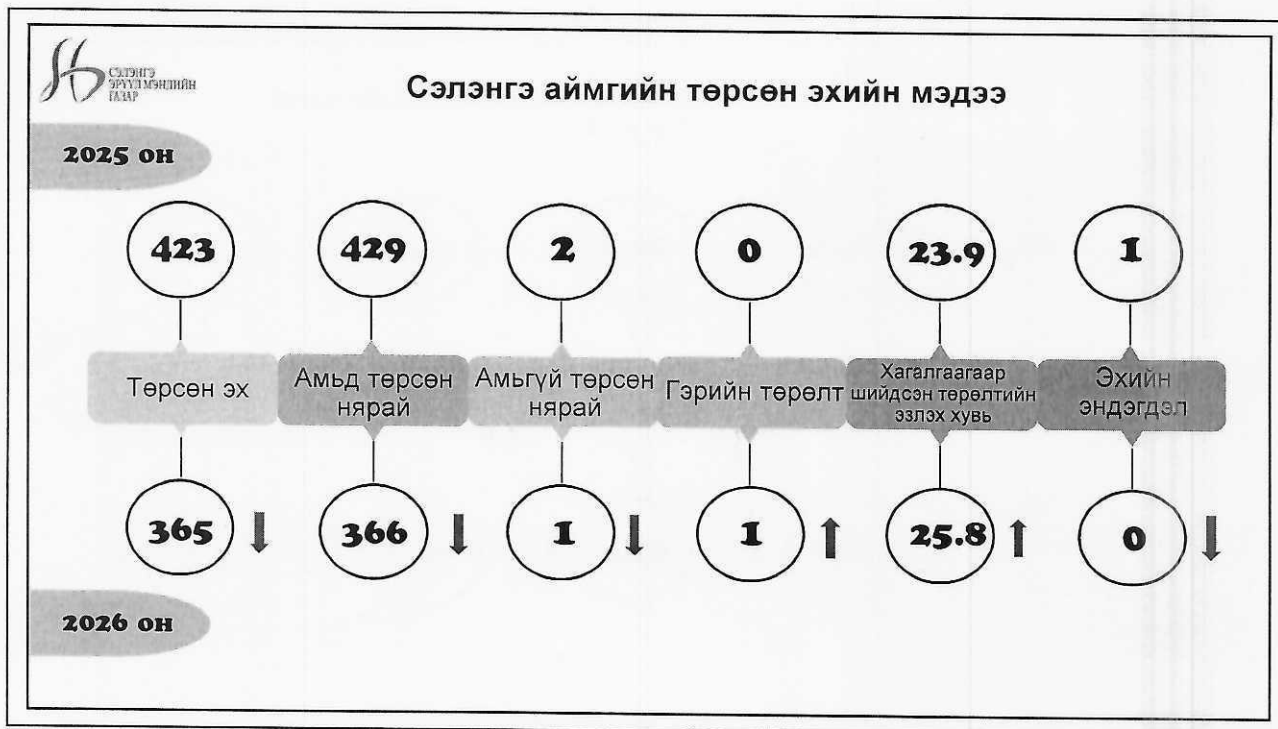 СЭЛЭНГЭ
ЭРҮҮЛ МЭНДИЙН
ГАЗАР
Сэлэнгэ аймгийн төрсөн эхийн мэдээ
2025 он
423
429
2
0
23.9
1
Төрсөн эх
Амьд төрсөн
нярай
Амьгүй төрсөн
нярай
Гэрийн төрөлт
Хагалгаагаар
шийдсэн төрөлтийн
эзлэх хувь
Эхийн
эндэгдэл
365
366
1
1
25.8
0
2026 он